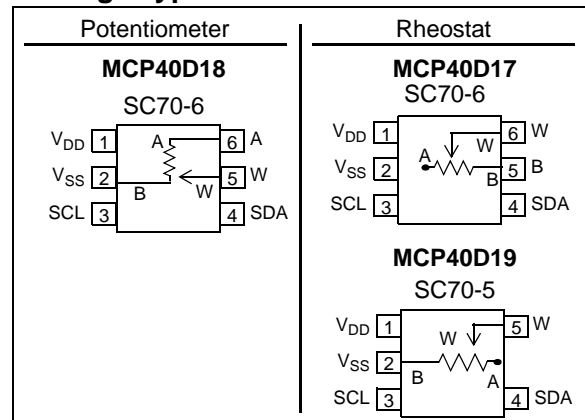 Potentiometer
MCP40D18
SC70-6
VDD 1
VSS 2
SCL 3
A
B
W
6 A
5 W
4 SDA
Rheostat
MCP40D17
SC70-6
VDD 1
VSS 2
SCL 3
A
W
B
6 W
5 B
4 SDA
MCP40D19
SC70-5
VDD 1
VSS 2
SCL 3
W
B
A
5 W
4 SDA